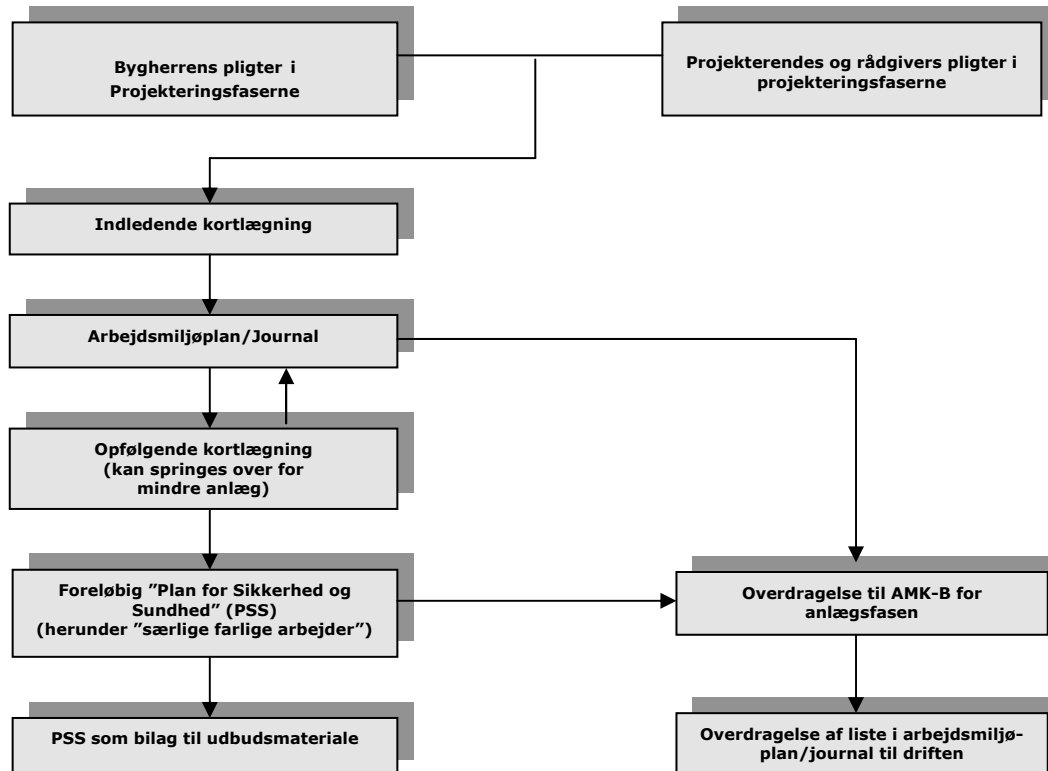 Bygherrens pligter i
Projekteringsfaserne
Projekterendes og rådgivers pligter i
projekteringsfaserne
Indledende kortlægning
Arbejdsmiljøplan/Journal
Opfølgende kortlægning
(kan springes over for
mindre anlæg)
Foreløbig ”Plan for Sikkerhed og
Sundhed” (PSS)
(herunder ”særlige farlige arbejder”)
Overdragelse til AMK-B for
anlægsfasen
PSS som bilag til udbudsmateriale
Overdragelse af liste i arbejdsmiljø-
plan/journal til driften